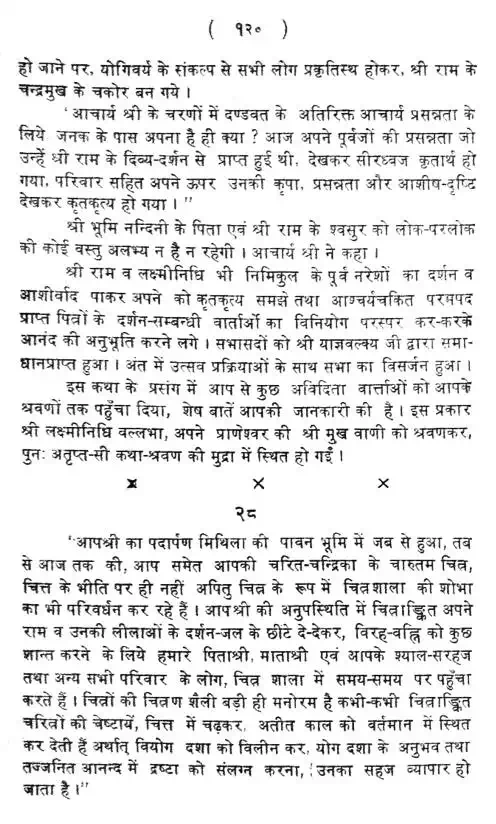 ( १२० )
हो जाने पर, योगिवर्य के संकल्प से सभी लोग प्रकृतिस्थ होकर, श्री राम के
चन्द्रमुख के चकोर बन गये ।
'आचार्य श्री के चरणों में दण्डवत के अतिरिक्त आचार्य प्रसन्नता के
लिये जनक के पास अपना है ही क्या ? आज अपने पूर्वजों की प्रसन्नता जो
उन्हें श्री राम के दिव्य-दर्शन से प्राप्त हुई थी, देखकर सीरध्वज कृतार्थ हो
गया, परिवार सहित अपने ऊपर उनकी कृपा, प्रसन्नता और आशीष-दृष्टि
देखकर कृतकृत्य हो गया । ''
श्री भूमि नन्दिनी के पिता एवं श्री राम के श्वसुर को लोक-परलोक
की कोई वस्तु अलभ्य न है न रहेगी । आचार्य श्री ने कहा ।
श्री राम व लक्ष्मीनिधि भी निमिकुल के पूर्व नरेशों का दर्शन व
आशीर्वाद पाकर अपने को कृतकृत्य समझे तथा आश्चर्यचकित परमपद
प्राप्त पित्रों के दर्शन-सम्बन्धी वार्ताओं का विनियोग परस्पर कर-करके
आनंद की अनुभूति करने लगे । सभासदों को श्री याज्ञवल्क्य जी द्वारा समा-
धानप्राप्त हुआ । अंत में उत्सव प्रक्रियाओं के साथ सभा का विसर्जन हुआ ।
इस कथा के प्रसंग में आप से कुछ अविदिता वार्त्ताओं को आपके
श्रवणों तक पहुँचा दिया, शेष बातें आपकी जानकारी की है । इस प्रकार
श्री लक्ष्मीनिधि वल्लभा, अपने प्राणेश्वर की श्री मुख वाणी को श्रवणकर,
पुनः अतृप्त-सी कथा-श्रवण की मुद्रा में स्थित हो गईं ।
× × ×
२८
''आपश्री का पदार्पण मिथिला की पावन भूमि में जब से हुआ, तब
से आज तक की, आप समेत आपकी चरित-चन्द्रिका के चारुतम चित्र,
चित्त के भीति पर ही नहीं अपितु चित्र के रूप में चित्रशाला की शोभा
का भी परिवर्धन कर रहे हैं । आपश्री की अनुपस्थिति में चित्राङ्कित अपने
राम व उनकी लीलाओं के दर्शन-जल के छींटे दे-देकर, विरह-वह्नि को कुछ
शान्त करने के लिये हमारे पिताश्री, माताश्री एवं आपके श्याल-सरहज
तथा अन्य सभी परिवार के लोग, चित्र शाला में समय-समय पर पहुँचा
करते हैं । चित्रों की चित्रण शैली बड़ी ही मनोरम है कभी-कभी चित्राङ्कित
चरित्रों की चेष्टायें, चित्त में चढ़कर, अतीत काल को वर्तमान में स्थित
कर देती हैं अर्थात् वियोग दशा को विलीन कर, योग दशा के अनुभव तथा
तज्जनित आनन्द में द्रष्टा को संलग्न करना, उनका सहज व्यापार हो
जाता है ।''